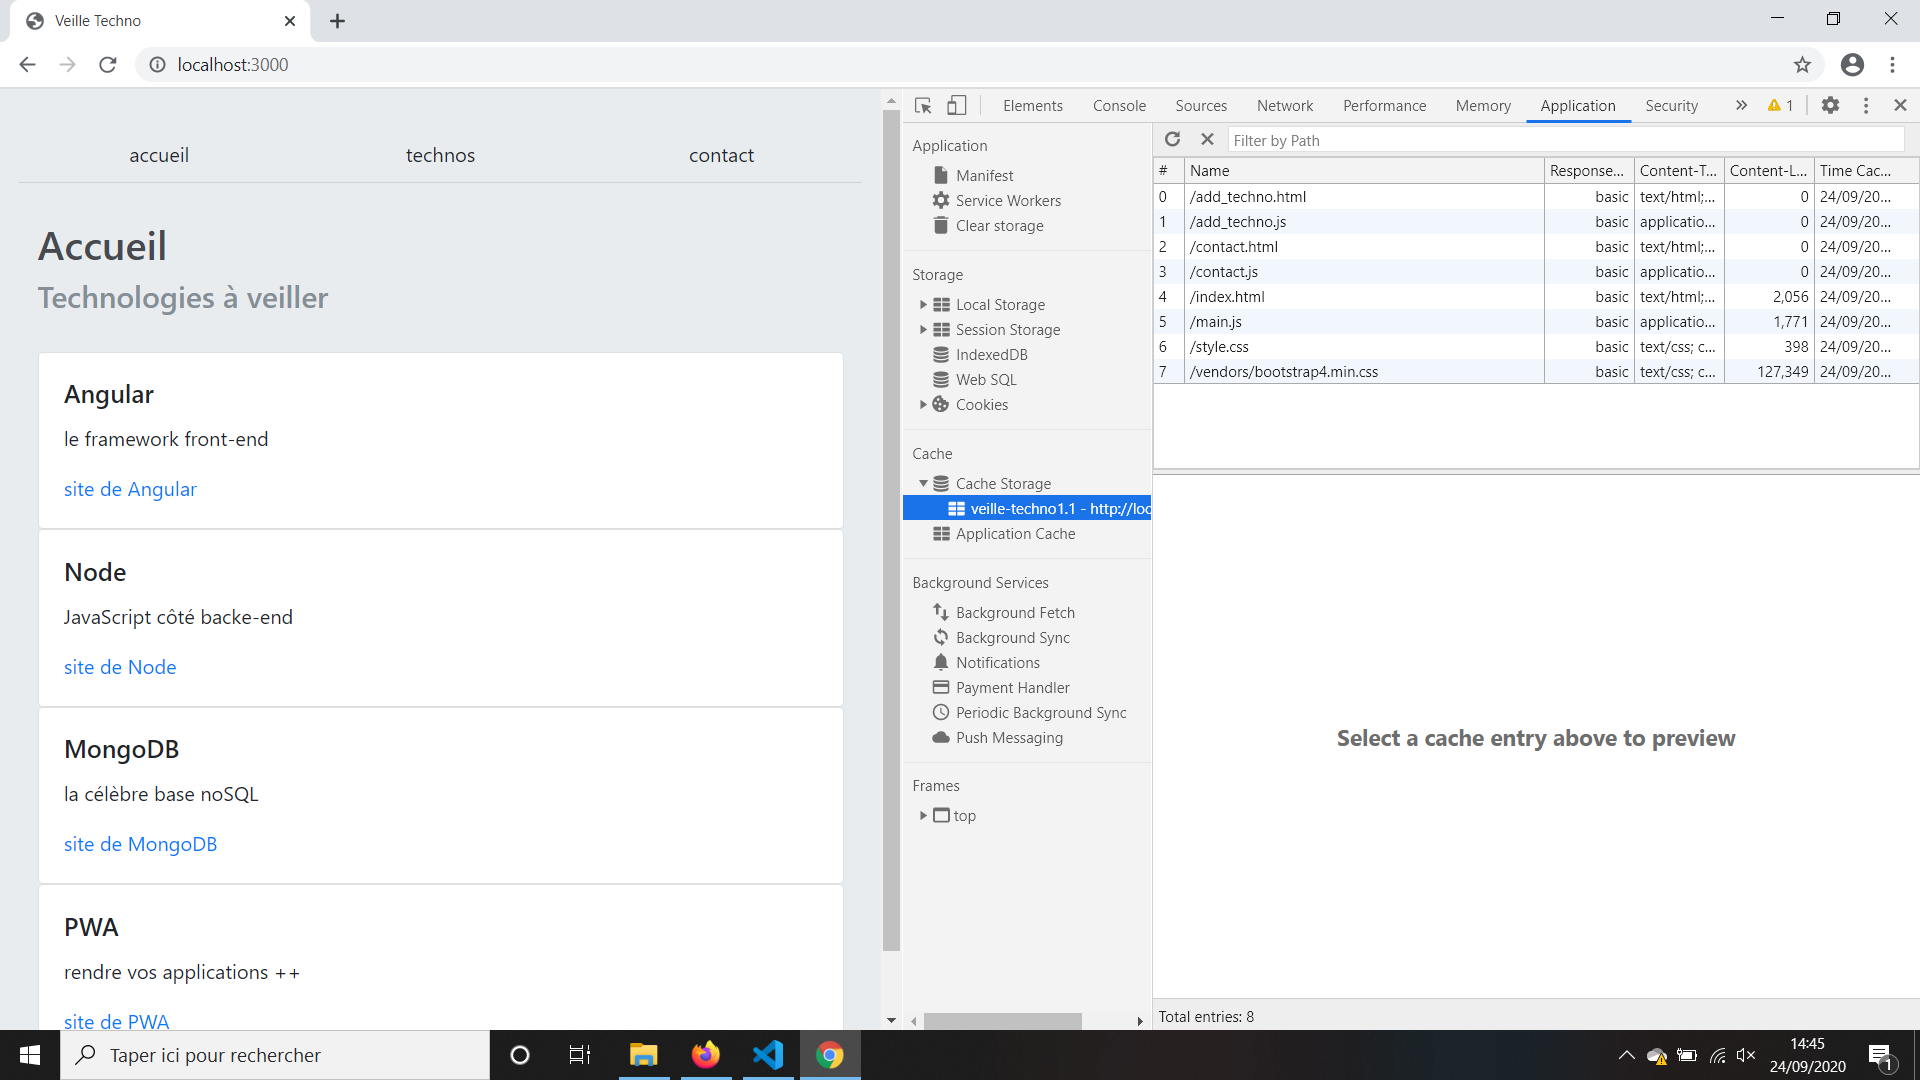 Veille Techno
localhost:3000
accueil technos contact
Accueil
Technologies à veiller
Angular
le framework front-end
site de Angular
Node
JavaScript côté backe-end
site de Node
MongoDB
la célèbre base noSQL
site de MongoDB
PWA
rendre vos applications ++
site de PWA
Elements Console Sources Network Performance Memory Application Security » 1
Application
Manifest
Service Workers
Clear storage
Storage
Local Storage
Session Storage
IndexedDB
Web SQL
Cookies
Cache
Cache Storage
veille-techno1.1 - http://loc
Application Cache
Background Services
Background Fetch
Background Sync
Notifications
Payment Handler
Periodic Background Sync
Push Messaging
Frames
top
Filter by Path
# Name Response... Content-T... Content-L... Time Cac...
0 /add_techno.html basic text/html;... 0 24/09/20...
1 /add_techno.js basic applicatio... 0 24/09/20...
2 /contact.html basic text/html;... 0 24/09/20...
3 /contact.js basic applicatio... 0 24/09/20...
4 /index.html basic text/html;... 2,056 24/09/20...
5 /main.js basic applicatio... 1,771 24/09/20...
6 /style.css basic text/css; c... 398 24/09/20...
7 /vendors/bootstrap4.min.css basic text/css; c... 127,349 24/09/20...
Select a cache entry above to preview
Total entries: 8
Taper ici pour rechercher
14:45
24/09/2020
1